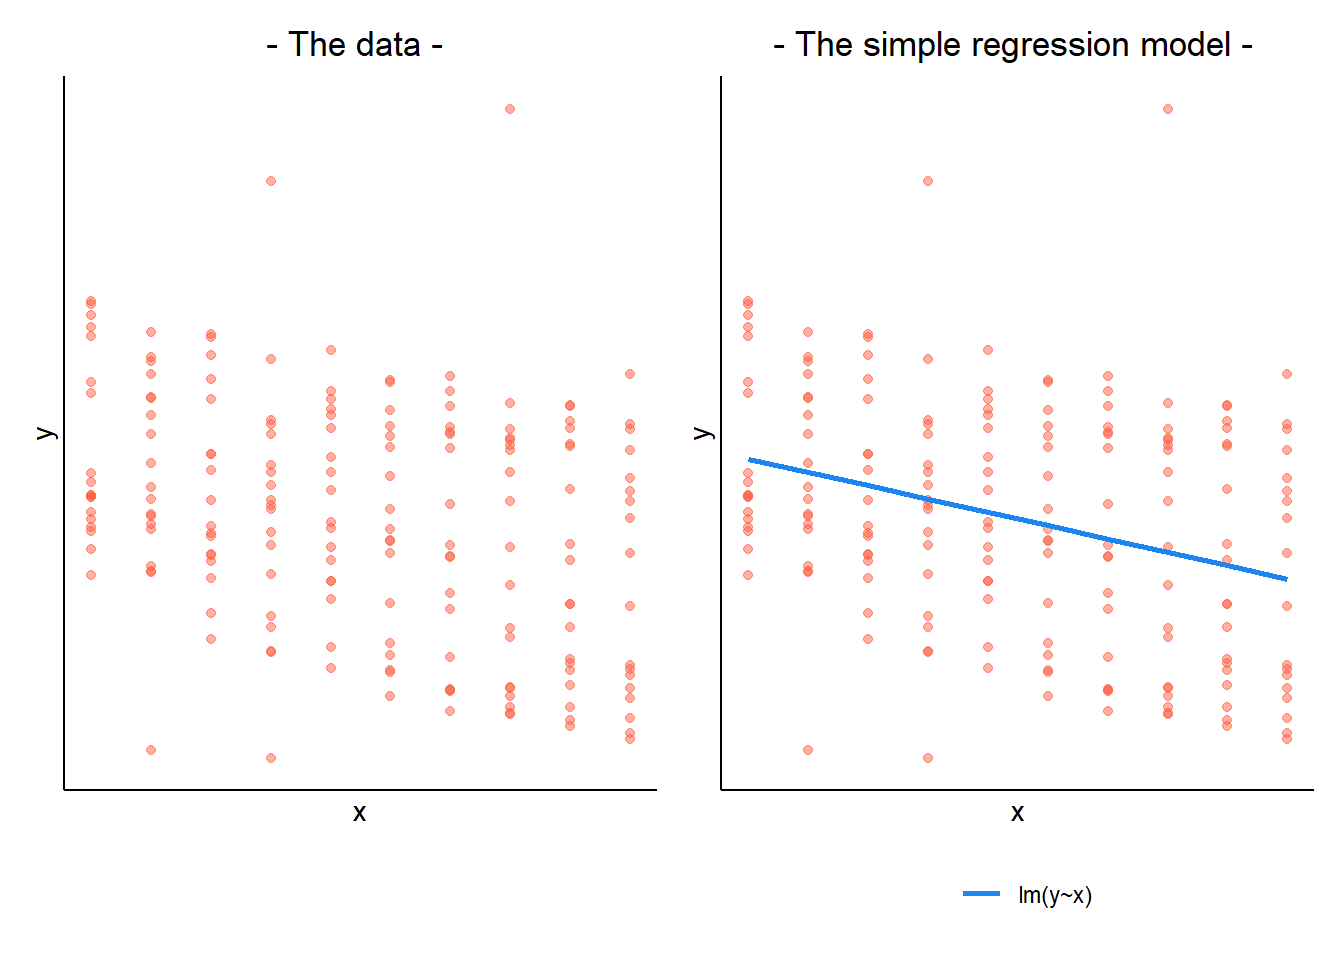 - The data -
y
x
- The simple regression model -
y
x
lm(y~x)